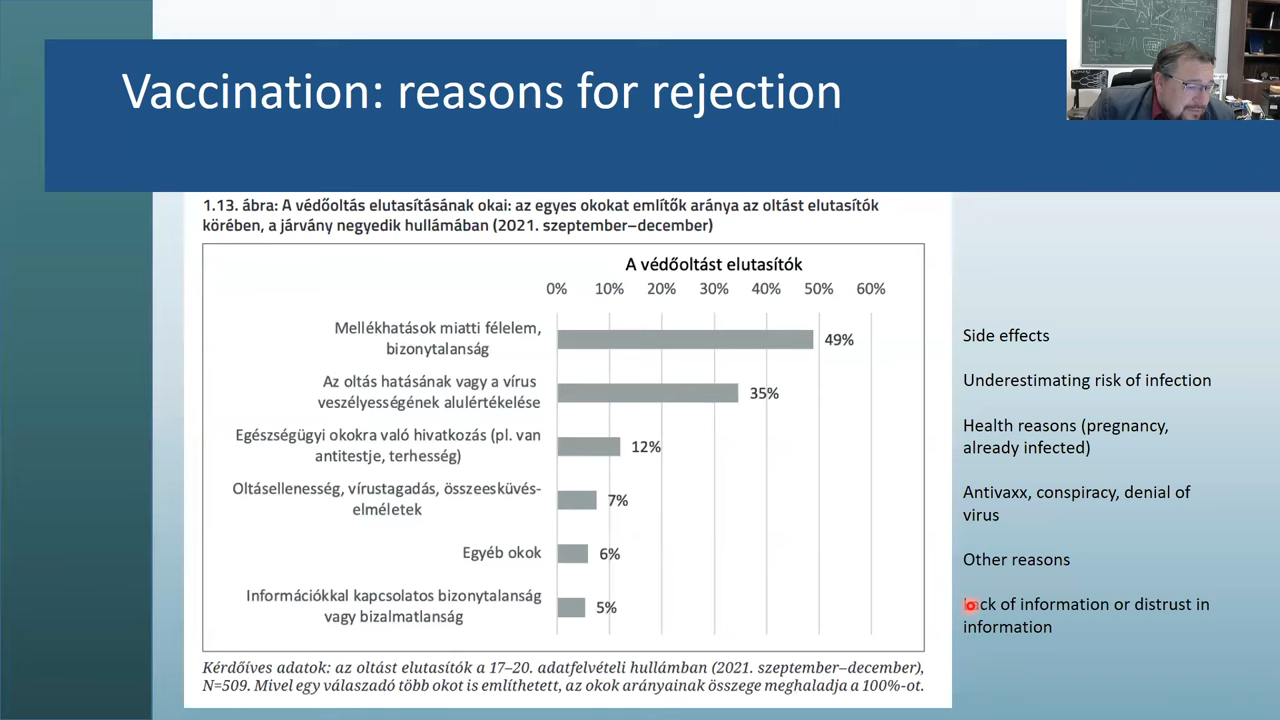 Vaccination: reasons for rejection
1.13. ábra: A védőoltás elutasításának okai: az egyes okokat említők aránya az oltást elutasítók
körében, a járvány negyedik hullámában (2021. szeptember–december)
A védőoltást elutasítók
0% 10% 20% 30% 40% 50% 60%
Mellékhatások miatti félelem,
bizonytalanság
49%
Az oltás hatásának vagy a vírus
veszélyességének alulértékelése
35%
Egészségügyi okokra való hivatkozás (pl. van
antitestje, terhesség)
12%
Oltásellenesség, vírustagadás, összeesküvés-
elméletek
7%
Egyéb okok
6%
Információkkal kapcsolatos bizonytalanság
vagy bizalmatlanság
5%
Kérdőíves adatok: az oltást elutasítók a 17–20. adatfelvételi hullámban (2021. szeptember–december),
N=509. Mivel egy válaszadó több okot is említhetett, az okok arányainak összege meghaladja a 100%-ot.
Side effects
Underestimating risk of infection
Health reasons (pregnancy,
already infected)
Antivaxx, conspiracy, denial of
virus
Other reasons
Lack of information or distrust in
information